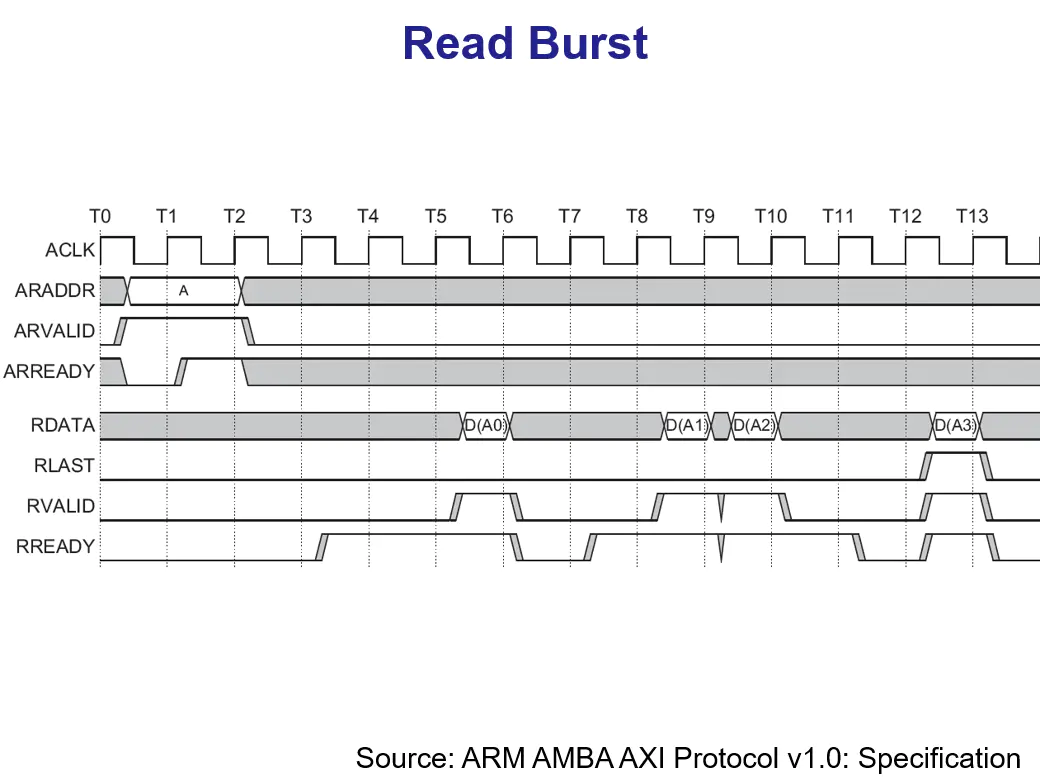 Read Burst
T0 T1 T2 T3 T4 T5 T6 T7 T8 T9 T10 T11 T12 T13
ACLK
ARADDR A
ARVALID
ARREADY
RDATA D(A0) D(A1) D(A2) D(A3)
RLAST
RVALID
RREADY
Source: ARM AMBA AXI Protocol v1.0: Specification